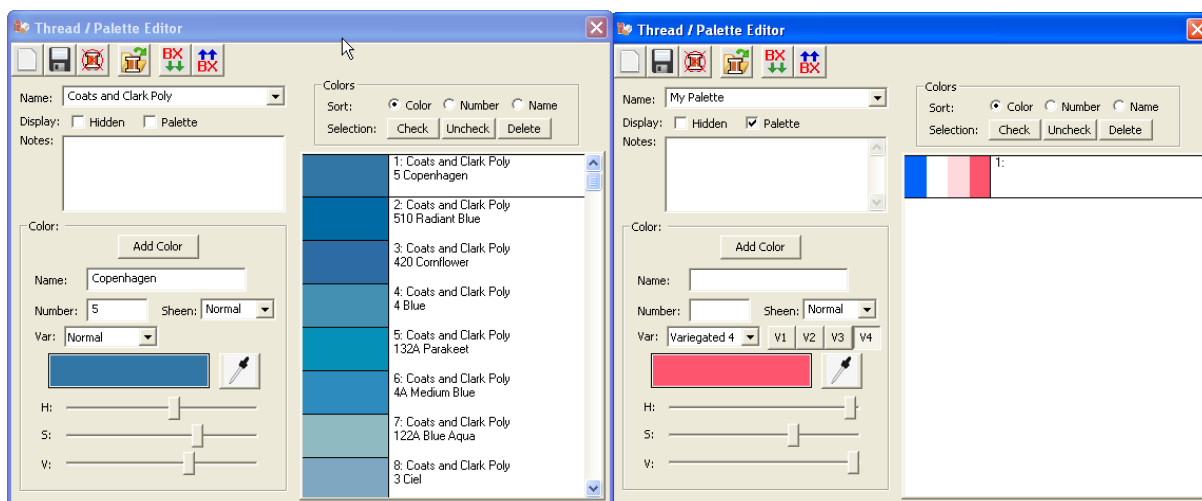 Thread / Palette Editor
BX BX
Name: Coats and Clark Poly
Display: Hidden Palette
Notes:
Colors
Sort: Color Number Name
Selection: Check Uncheck Delete
1: Coats and Clark Poly
5 Copenhagen
2: Coats and Clark Poly
510 Radiant Blue
3: Coats and Clark Poly
420 Cornflower
4: Coats and Clark Poly
4 Blue
5: Coats and Clark Poly
132A Parakeet
6: Coats and Clark Poly
4A Medium Blue
7: Coats and Clark Poly
122A Blue Aqua
8: Coats and Clark Poly
3 Ciel
Color:
Add Color
Name: Copenhagen
Number: 5 Sheen: Normal
Var: Normal
H:
S:
V:
Thread / Palette Editor
BX BX
Name: My Palette
Display: Hidden Palette
Notes:
Colors
Sort: Color Number Name
Selection: Check Uncheck Delete
1:
Color:
Add Color
Name:
Number: Sheen: Normal
Var: Variegated 4 V1 V2 V3 V4
H:
S:
V: